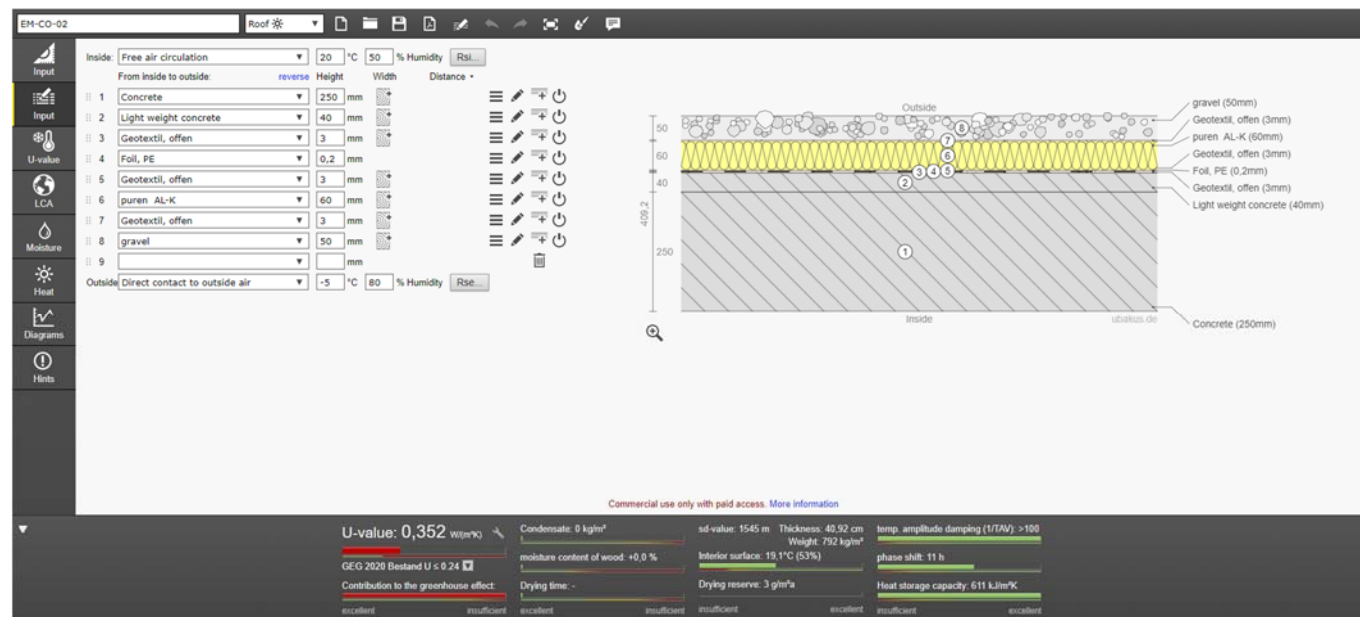 EM-CO-02 Roof
Input
Input
U-value
LCA
Moisture
Heat
Diagrams
Hints
Inside: Free air circulation 20 °C 50 % Humidity Rsi...
From inside to outside: reverse Height Width Distance
1 Concrete 250 mm
2 Light weight concrete 40 mm
3 Geotextil, offen 3 mm
4 Foil, PE 0,2 mm
5 Geotextil, offen 3 mm
6 puren AL-K 60 mm
7 Geotextil, offen 3 mm
8 gravel 50 mm
9 mm
Outside Direct contact to outside air -5 °C 80 % Humidity Rse...
Outside
50
60
40
250
409,2
8
7
6
3 4 5
2
1
Inside
ubakus.de
gravel (50mm)
Geotextil, offen (3mm)
puren AL-K (60mm)
Geotextil, offen (3mm)
Foil, PE (0,2mm)
Geotextil, offen (3mm)
Light weight concrete (40mm)
Concrete (250mm)
Commercial use only with paid access. More information
U-value: 0,352 W/(m²K)
GEG 2020 Bestand U ≤ 0.24
Contribution to the greenhouse effect:
excellent insufficient
Condensate: 0 kg/m²
moisture content of wood: +0,0 %
Drying time: -
excellent insufficient
sd-value: 1545 m Thickness: 40,92 cm
Weight: 792 kg/m²
Interior surface: 19,1°C (53%)
Drying reserve: 3 g/m²a
insufficient excellent
temp. amplitude damping (1/TAV): >100
phase shift: 11 h
Heat storage capacity: 611 kJ/m²K
insufficient excellent